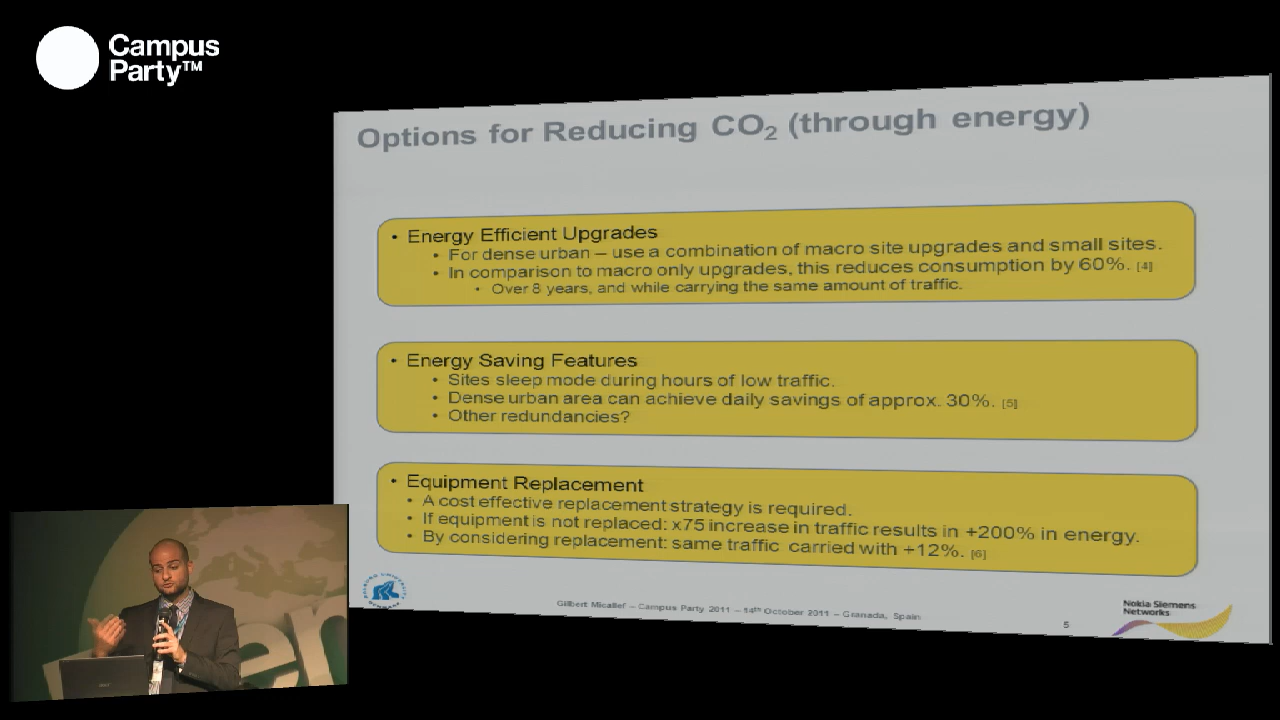 Campus
Party™
Options for Reducing CO₂ (through energy)
• Energy Efficient Upgrades
• For dense urban – use a combination of macro site upgrades and small sites.
• In comparison to macro only upgrades, this reduces consumption by 60%. [4]
• Over 8 years, and while carrying the same amount of traffic.
• Energy Saving Features
• Sites sleep mode during hours of low traffic.
• Dense urban area can achieve daily savings of approx. 30%. [5]
• Other redundancies?
• Equipment Replacement
• A cost effective replacement strategy is required.
• If equipment is not replaced: x75 increase in traffic results in +200% in energy.
• By considering replacement: same traffic carried with +12%. [6]
Gilbert Micallef – Campus Party 2011 – 14th October 2011 – Granada, Spain
5
Nokia Siemens
Networks